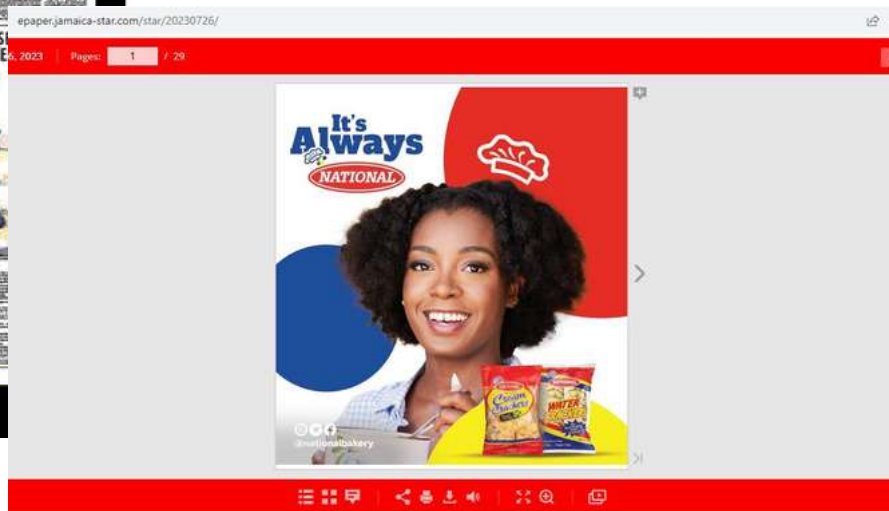 epaper.jamaica-star.com/star/20230726/
6, 2023 Pages: 1 / 29
It's
Always
NATIONAL
Cream
Crackers
WATER
CRACKERS
@nationalbakery